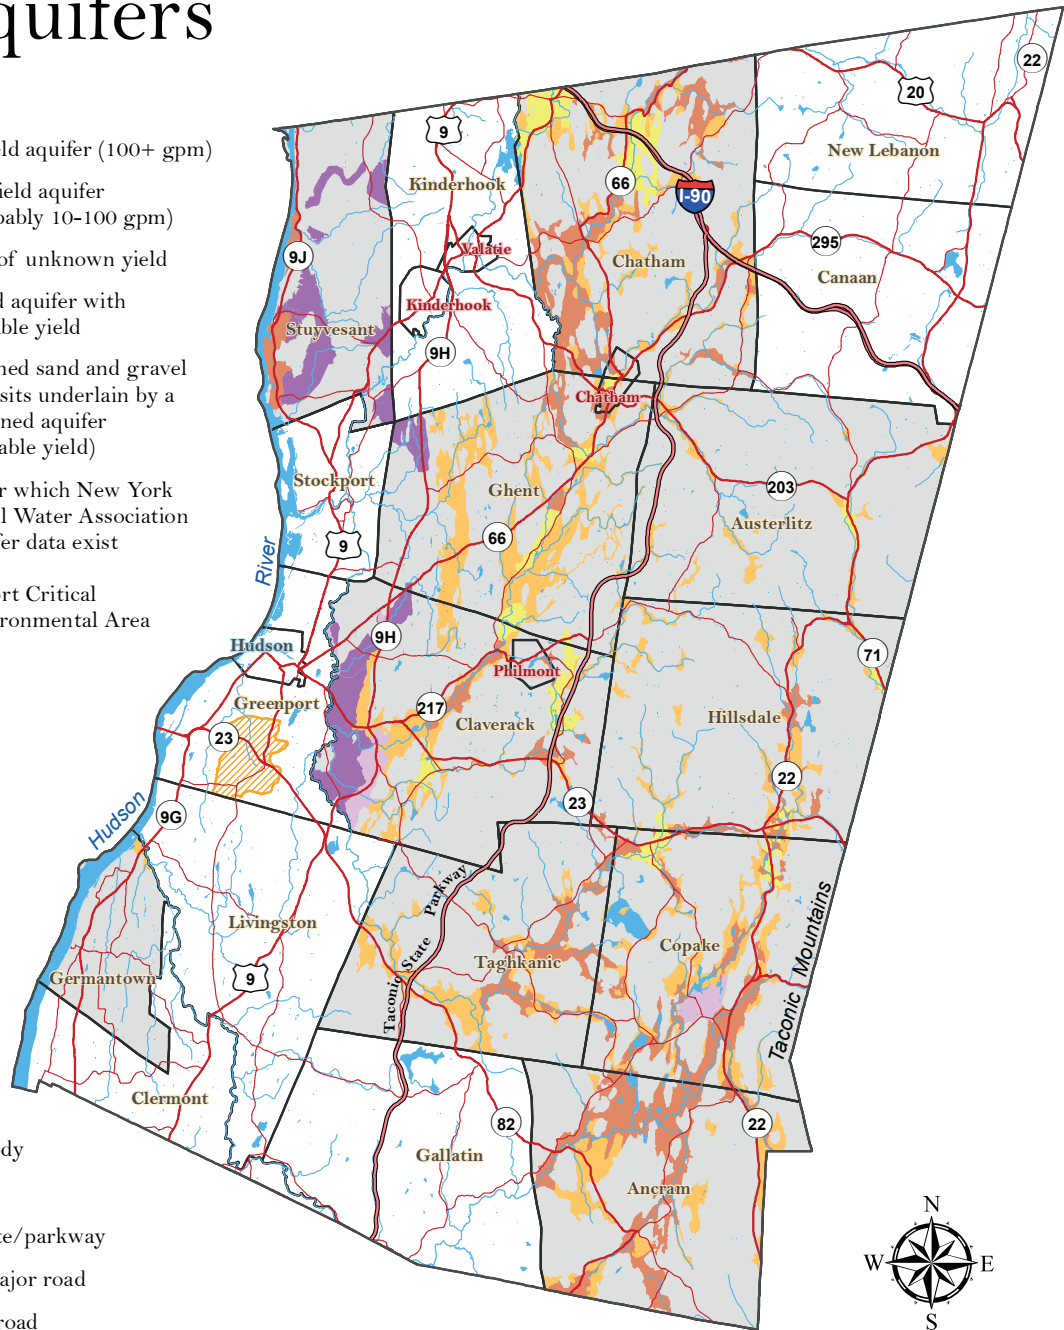 quifers
ld aquifer (100+ gpm)
ield aquifer
bably 10-100 gpm)
of unknown yield
d aquifer with
ble yield
ned sand and gravel
sits underlain by a
ned aquifer
able yield)
r which New York
l Water Association
fer data exist
rt Critical
ronmental Area
dy
te/parkway
ajor road
road
22
20
9
New Lebanon
Kinderhook
66
I-90
295
Valatie
9J
Chatham
Canaan
Kinderhook
Stuyvesant
9H
Chatham
Stockport
Ghent
203
Austerlitz
66
9
River
9H
Hudson
71
Philmont
Greenport
217
Claverack
Hillsdale
23
22
23
Hudson
9G
Parkway
Livingston
Taconic State
Taghkanic
Copake
Taconic Mountains
Germantown
9
Clermont
82
22
Gallatin
Ancram
N
W
E
S